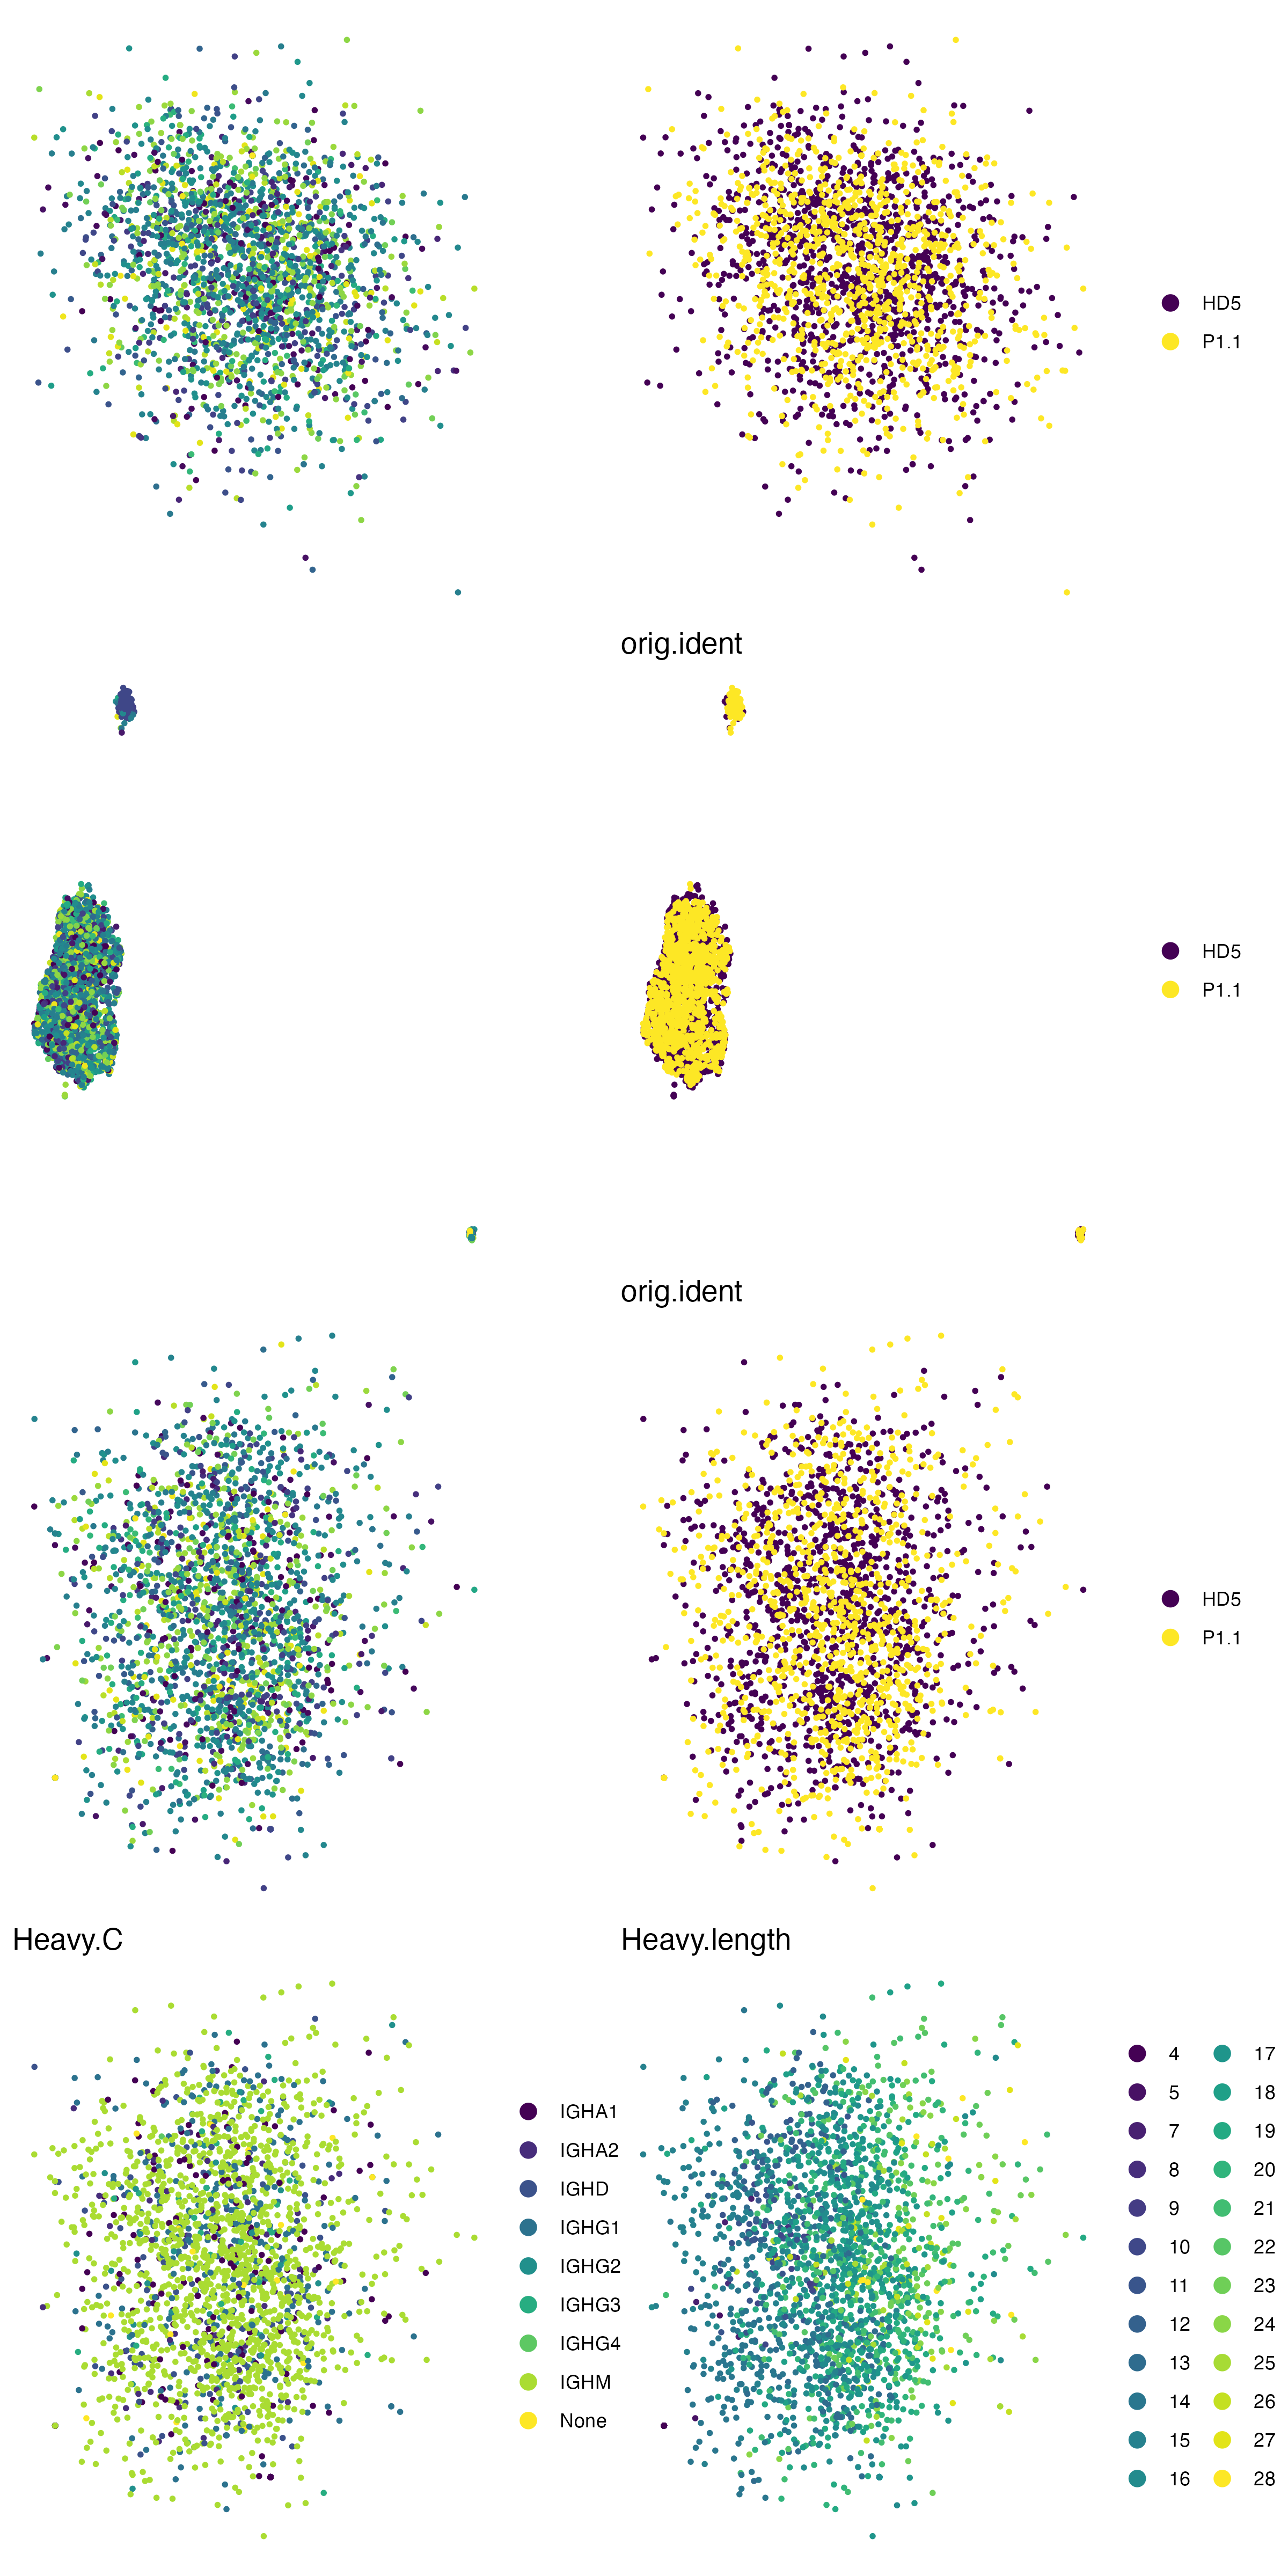 HD5
P1.1
orig.ident
HD5
P1.1
orig.ident
HD5
P1.1
Heavy.C
Heavy.length
IGHA1
IGHA2
IGHD
IGHG1
IGHG2
IGHG3
IGHG4
IGHM
None
4 17
5 18
7 19
8 20
9 21
10 22
11 23
12 24
13 25
14 26
15 27
16 28